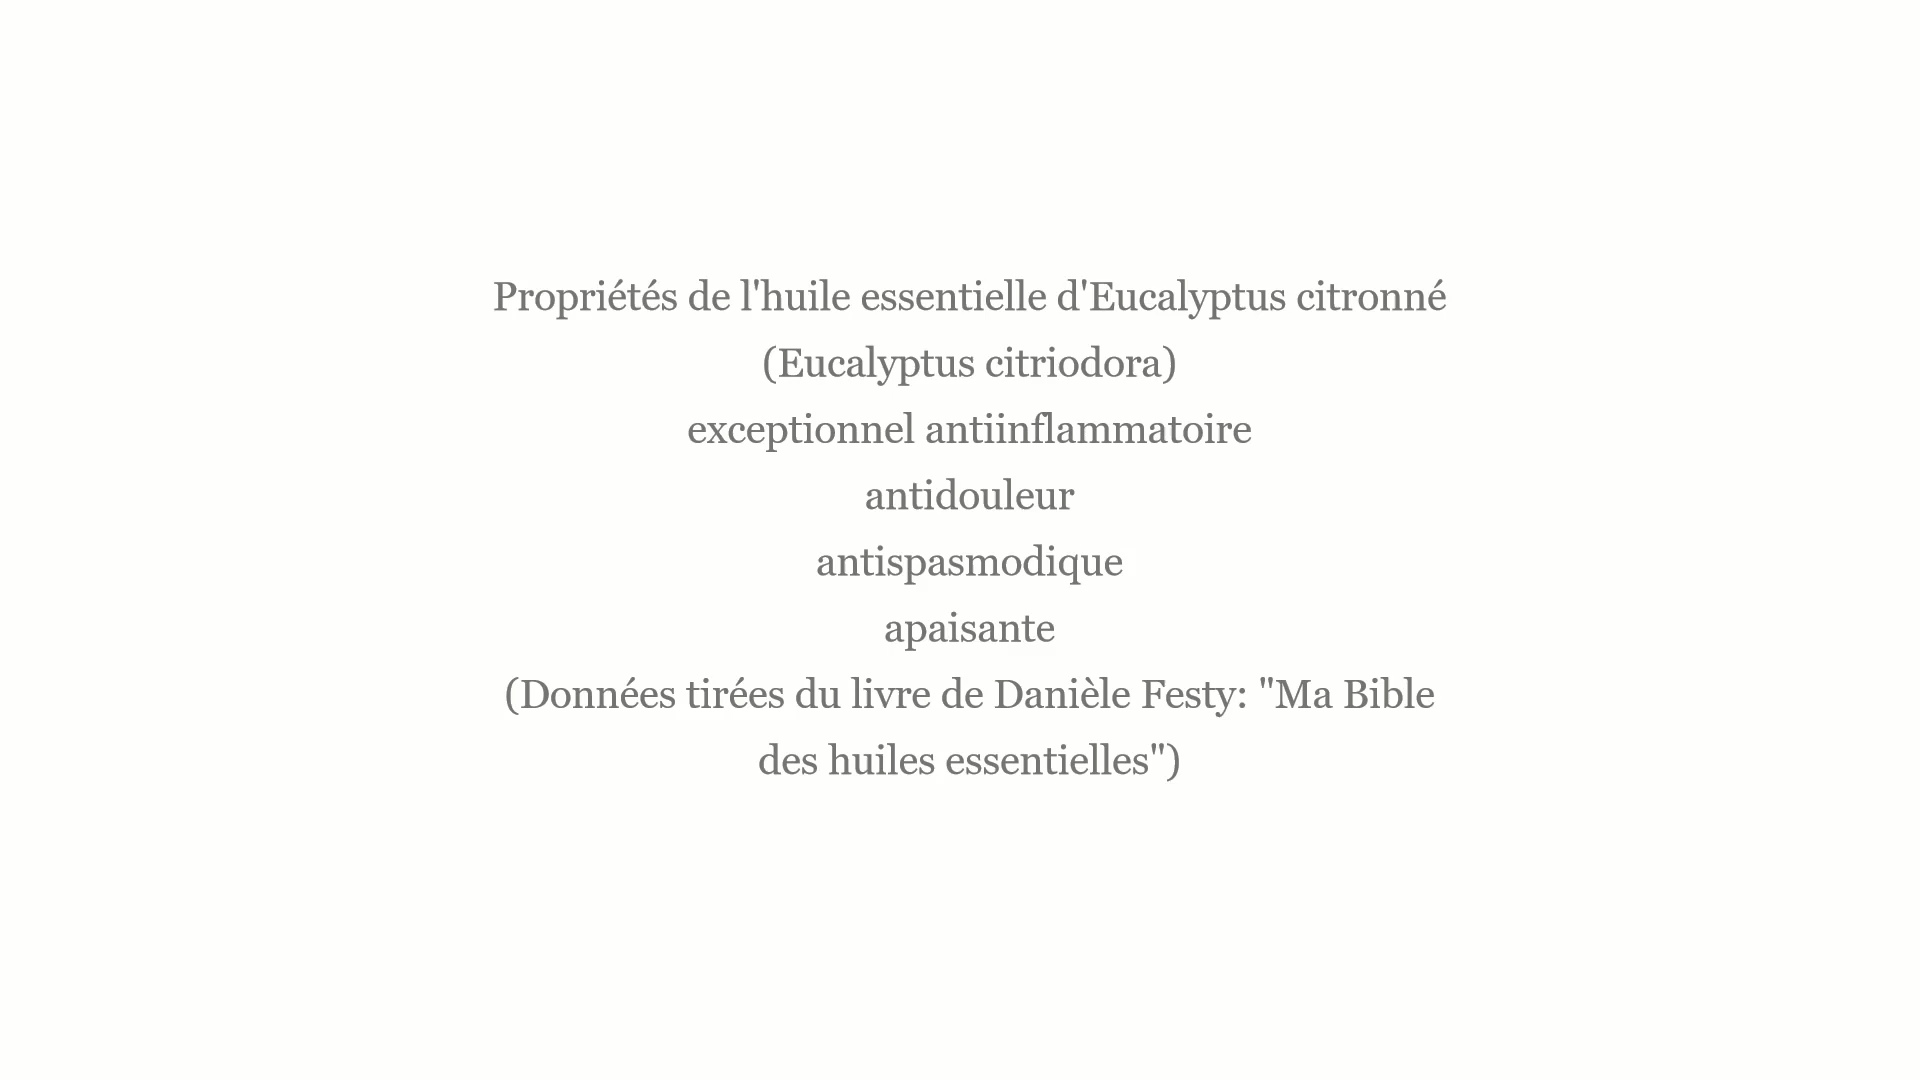 Propriétés de l'huile essentielle d'Eucalyptus citronné
(Eucalyptus citriodora)
exceptionnel antiinflammatoire
antidouleur
antispasmodique
apaisante
(Données tirées du livre de Danièle Festy: "Ma Bible
des huiles essentielles")